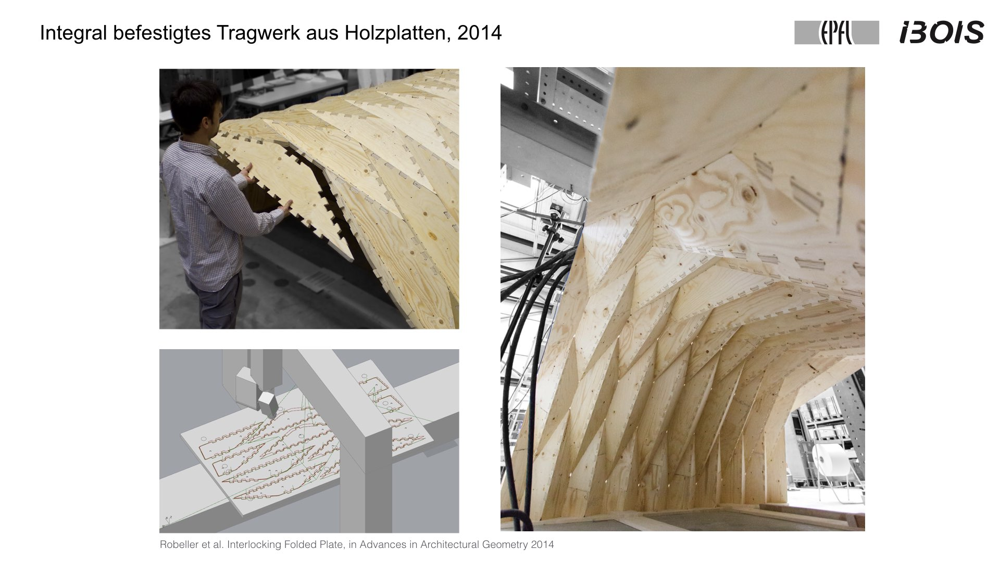 Integral befestigtes Tragwerk aus Holzplatten, 2014
EPFL
iBOIS
Robeller et al. Interlocking Folded Plate, in Advances in Architectural Geometry 2014